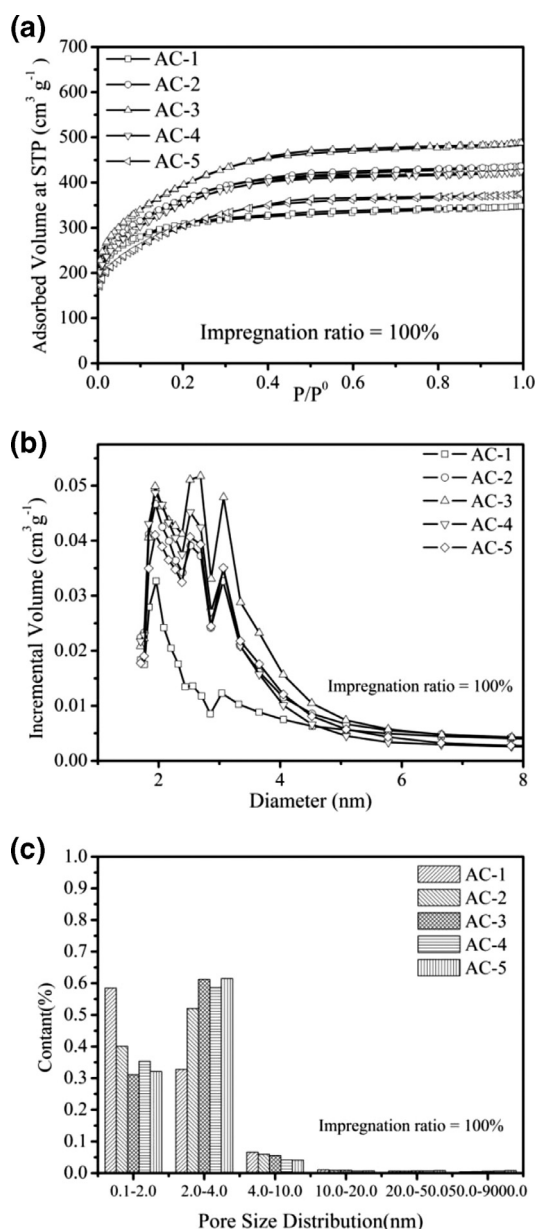 (a)
700
600
500
400
300
200
100
0
Adsorbed Volume at STP (cm³ g⁻¹)
AC-1
AC-2
AC-3
AC-4
AC-5
Impregnation ratio = 100%
0.0 0.2 0.4 0.6 0.8 1.0
P/P⁰
(b)
0.05
0.04
0.03
0.02
0.01
0.00
Incremental Volume (cm³ g⁻¹)
AC-1
AC-2
AC-3
AC-4
AC-5
Impregnation ratio = 100%
2 4 6 8
Diameter (nm)
(c)
1.0
0.9
0.8
0.7
0.6
0.5
0.4
0.3
0.2
0.1
0.0
Contant(%)
AC-1
AC-2
AC-3
AC-4
AC-5
Impregnation ratio = 100%
0.1-2.0 2.0-4.0 4.0-10.0 10.0-20.0 20.0-50.0 50.0-9000.0
Pore Size Distribution(nm)